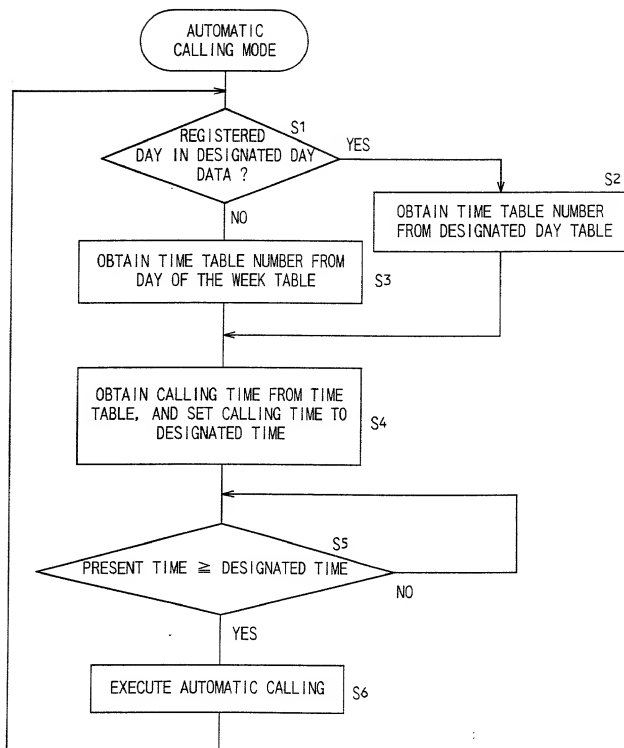 AUTOMATIC
CALLING MODE
S1
REGISTERED
DAY IN DESIGNATED DAY
DATA ?
YES
NO
S2
OBTAIN TIME TABLE NUMBER
FROM DESIGNATED DAY TABLE
OBTAIN TIME TABLE NUMBER FROM
DAY OF THE WEEK TABLE
S3
OBTAIN CALLING TIME FROM TIME
TABLE, AND SET CALLING TIME TO
DESIGNATED TIME
S4
S5
PRESENT TIME ≧ DESIGNATED TIME
NO
YES
EXECUTE AUTOMATIC CALLING
S6